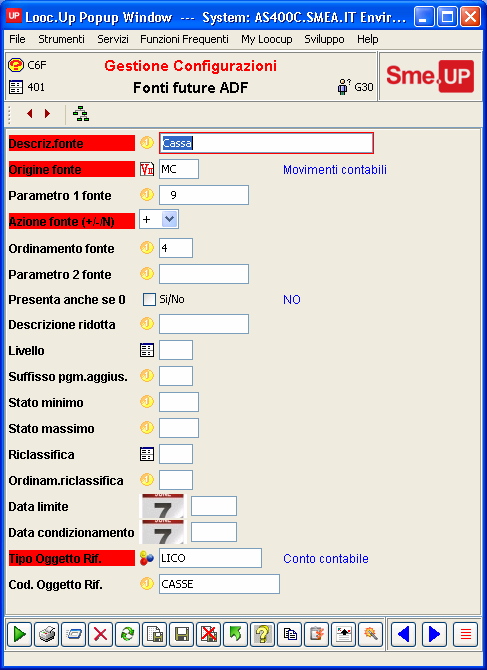 UP Looc.Up Popup Window --- System: AS400C.SMEA.IT Envir...
File Strumenti Servizi Funzioni Frequenti My Loocup Sviluppo Help
C6F Gestione Configurazioni
401 Fonti future ADF G30
Sme.UP
Descriz.fonte Cassa
Origine fonte MC Movimenti contabili
Parametro 1 fonte 9
Azione fonte (+/-/N) +
Ordinamento fonte 4
Parametro 2 fonte
Presenta anche se 0 Si/No NO
Descrizione ridotta
Livello
Suffisso pgm.aggius.
Stato minimo
Stato massimo
Riclassifica
Ordinam.riclassifica
Data limite 7
Data condizionamento 7
Tipo Oggetto Rif. LICO Conto contabile
Cod. Oggetto Rif. CASSE